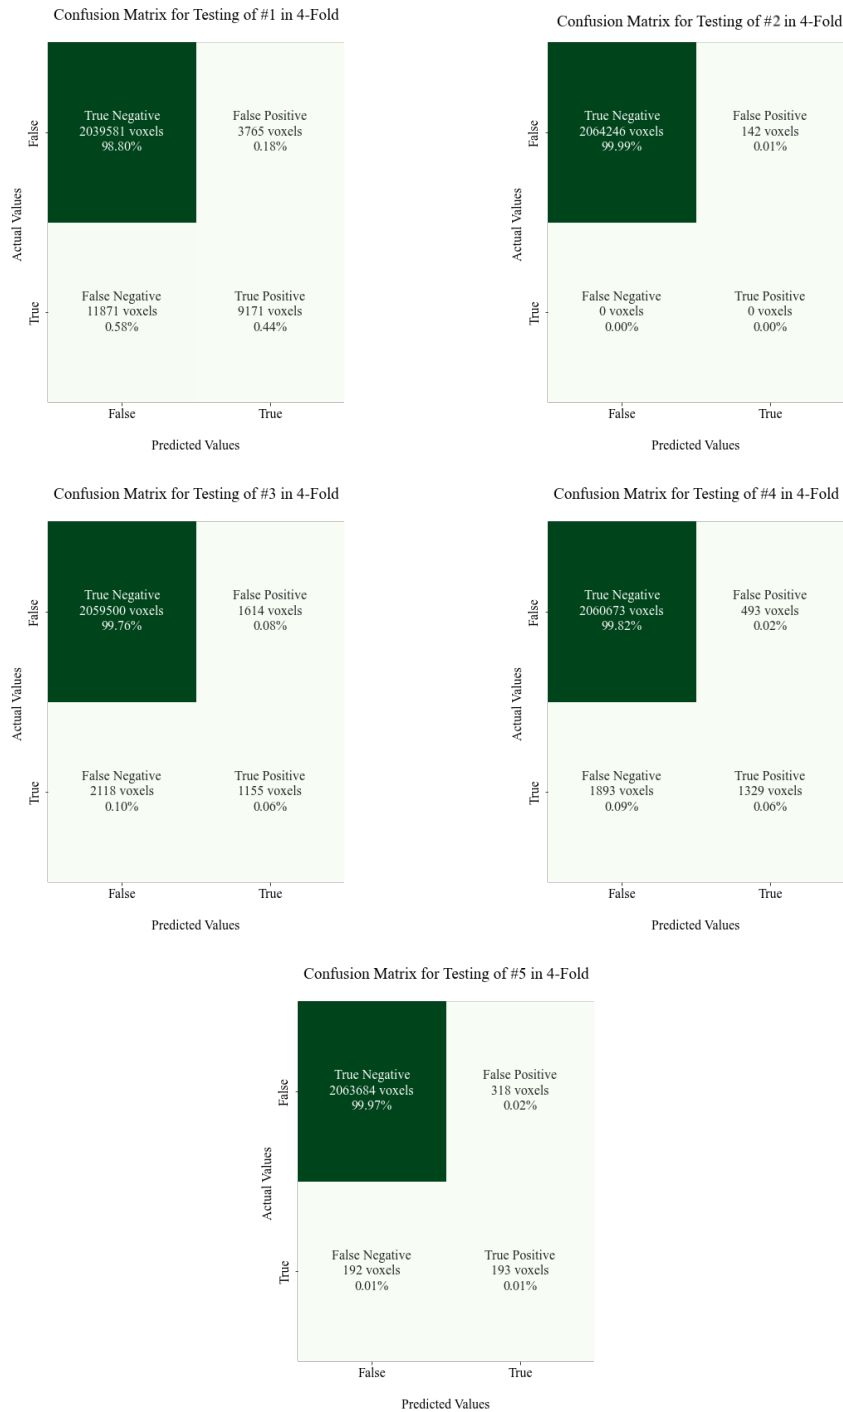 Confusion Matrix for Testing of #1 in 4-Fold
Actual Values
False
True
True Negative
2039581 voxels
98.80%
False Positive
3765 voxels
0.18%
False Negative
11871 voxels
0.58%
True Positive
9171 voxels
0.44%
False
True
Predicted Values
Confusion Matrix for Testing of #2 in 4-Fold
Actual Values
False
True
True Negative
2064246 voxels
99.99%
False Positive
142 voxels
0.01%
False Negative
0 voxels
0.00%
True Positive
0 voxels
0.00%
False
True
Predicted Values
Confusion Matrix for Testing of #3 in 4-Fold
Actual Values
False
True
True Negative
2059500 voxels
99.76%
False Positive
1614 voxels
0.08%
False Negative
2118 voxels
0.10%
True Positive
1155 voxels
0.06%
False
True
Predicted Values
Confusion Matrix for Testing of #4 in 4-Fold
Actual Values
False
True
True Negative
2060673 voxels
99.82%
False Positive
493 voxels
0.02%
False Negative
1893 voxels
0.09%
True Positive
1329 voxels
0.06%
False
True
Predicted Values
Confusion Matrix for Testing of #5 in 4-Fold
Actual Values
False
True
True Negative
2063684 voxels
99.97%
False Positive
318 voxels
0.02%
False Negative
192 voxels
0.01%
True Positive
193 voxels
0.01%
False
True
Predicted Values